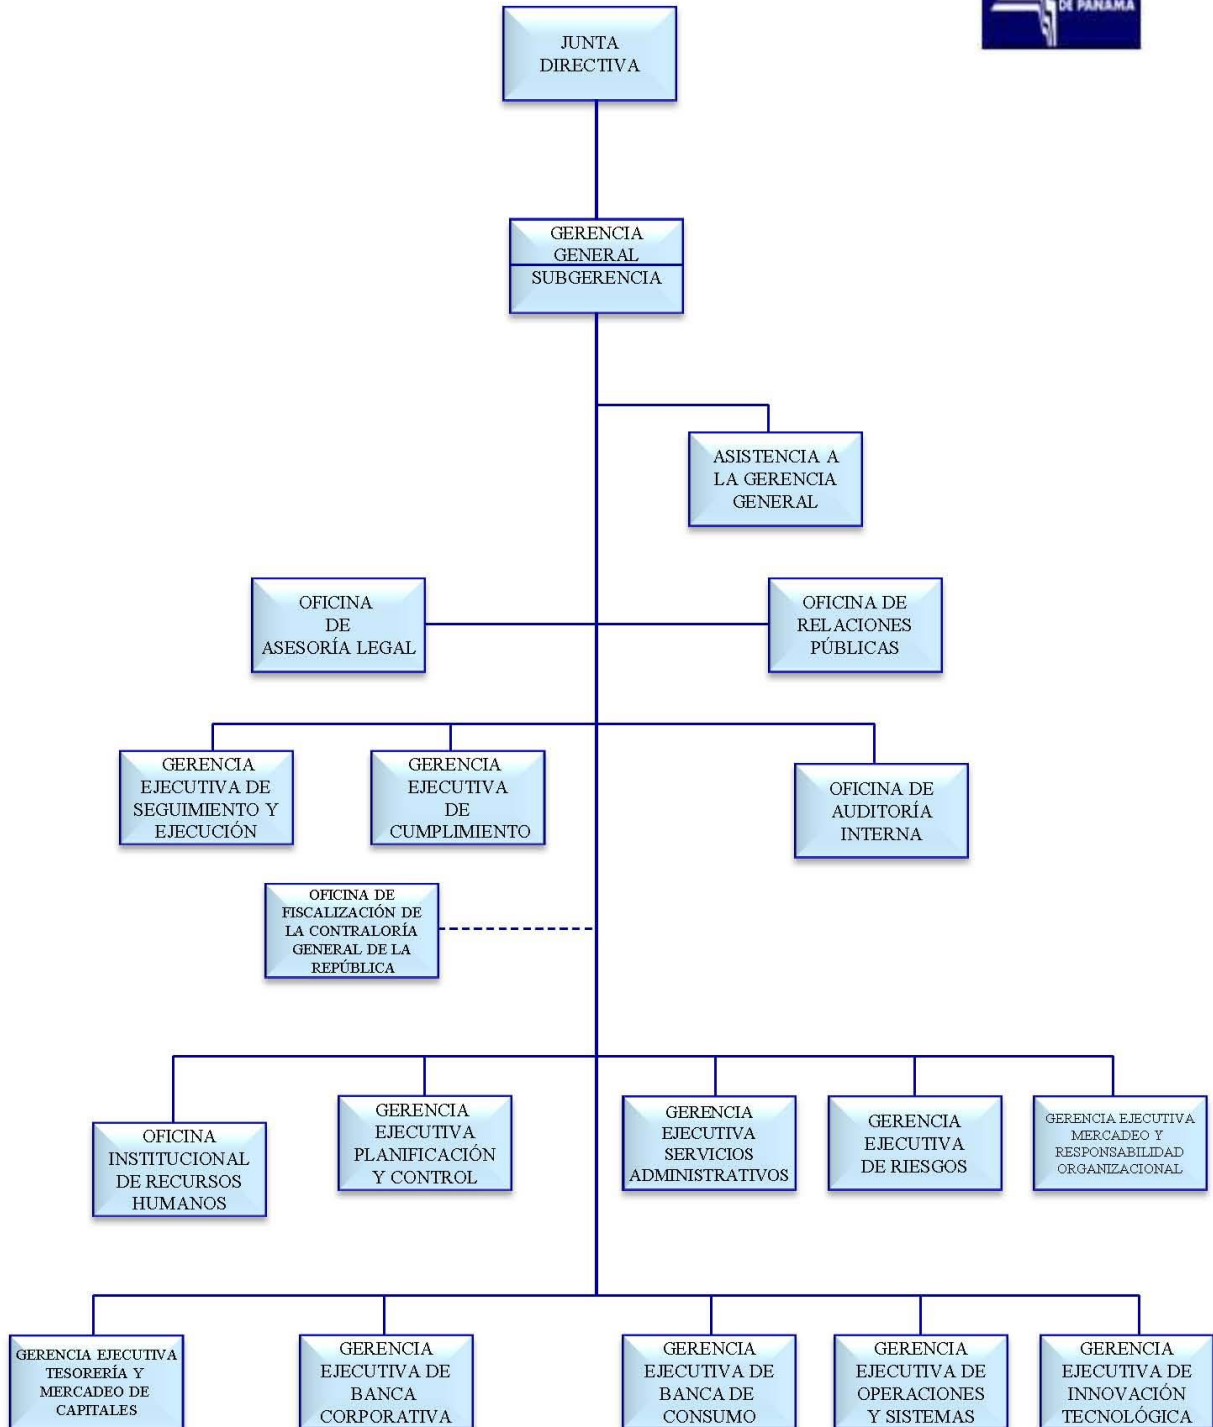 DE PANAMA
JUNTA
DIRECTIVA
GERENCIA
GENERAL
SUBGERENCIA
ASISTENCIA A
LA GERENCIA
GENERAL
OFICINA
DE
ASESORÍA LEGAL
OFICINA DE
RELACIONES
PÚBLICAS
GERENCIA
EJECUTIVA DE
SEGUIMIENTO Y
EJECUCIÓN
GERENCIA
EJECUTIVA
DE
CUMPLIMIENTO
OFICINA DE
AUDITORÍA
INTERNA
OFICINA DE
FISCALIZACIÓN DE
LA CONTRALORÍA
GENERAL DE LA
REPÚBLICA
OFICINA
INSTITUCIONAL
DE RECURSOS
HUMANOS
GERENCIA
EJECUTIVA
PLANIFICACIÓN
Y CONTROL
GERENCIA
EJECUTIVA
SERVICIOS
ADMINISTRATIVOS
GERENCIA
EJECUTIVA
DE RIESGOS
GERENCIA EJECUTIVA
MERCADEO Y
RESPONSABILIDAD
ORGANIZACIONAL
GERENCIA EJECUTIVA
TESORERÍA Y
MERCADEO DE
CAPITALES
GERENCIA
EJECUTIVA DE
BANCA
CORPORATIVA
GERENCIA
EJECUTIVA DE
BANCA DE
CONSUMO
GERENCIA
EJECUTIVA DE
OPERACIONES
Y SISTEMAS
GERENCIA
EJECUTIVA DE
INNOVACIÓN
TECNOLÓGICA